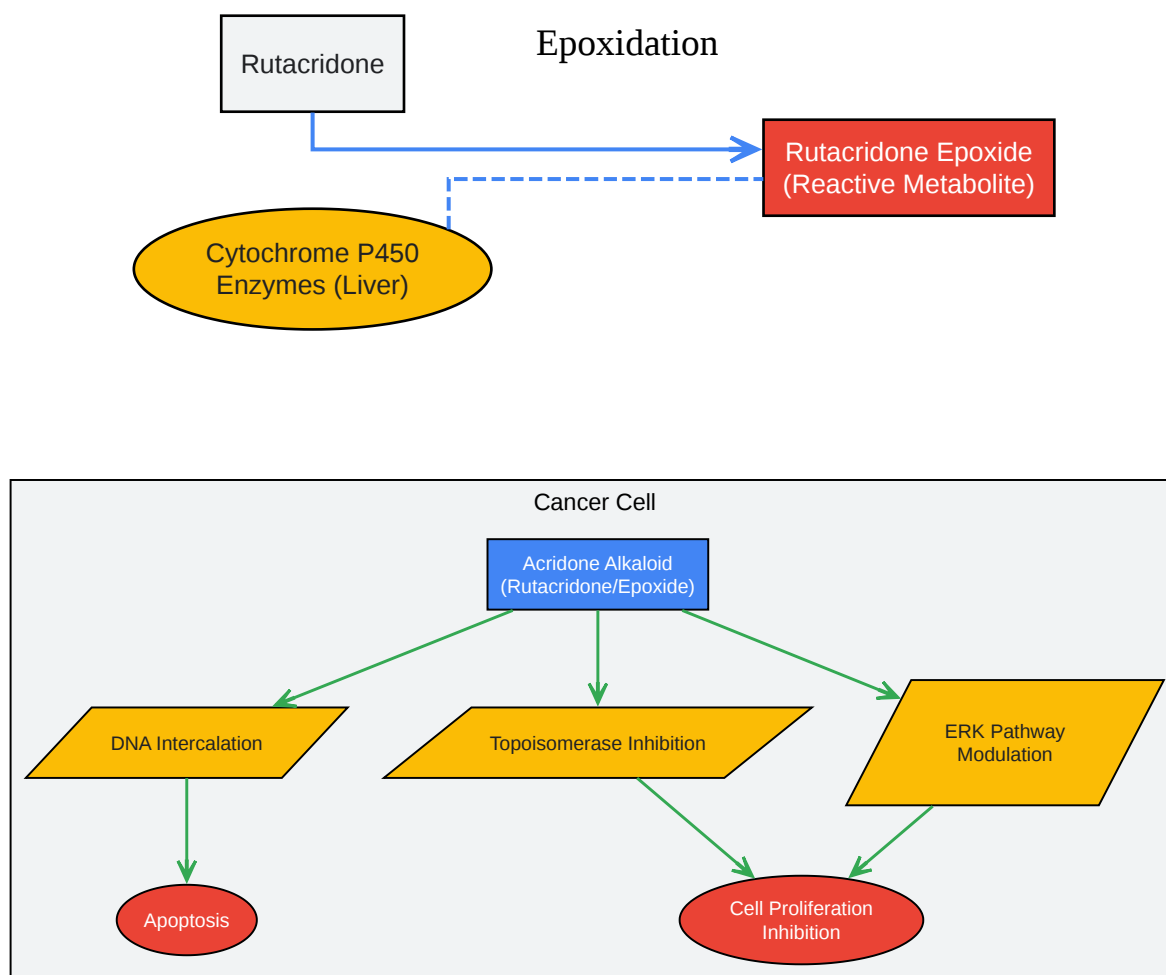 Rutacridone
Epoxidation
Rutacridone Epoxide
(Reactive Metabolite)
Cytochrome P450
Enzymes (Liver)
Cancer Cell
Acridone Alkaloid
(Rutacridone/Epoxide)
DNA Intercalation
Topoisomerase Inhibition
ERK Pathway
Modulation
Apoptosis
Cell Proliferation
Inhibition